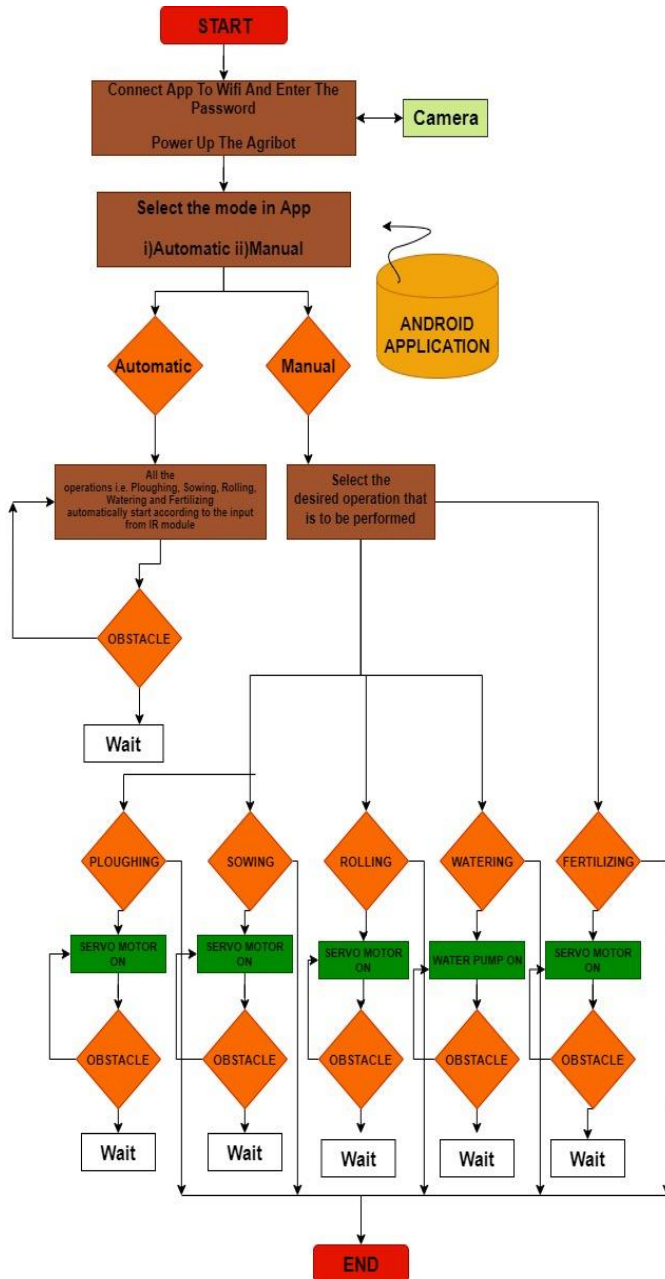 START
Connect App To Wifi And Enter The
Password
Power Up The Agribot
Camera
Select the mode in App
i)Automatic ii)Manual
ANDROID
APPLICATION
Automatic
Manual
All the
operations i.e. Ploughing, Sowing, Rolling,
Watering and Fertilizing
automatically start according to the input
from IR module
Select the
desired operation that
is to be performed
OBSTACLE
Wait
PLOUGHING
SOWING
ROLLING
WATERING
FERTILIZING
SERVO MOTOR
ON
SERVO MOTOR
ON
SERVO MOTOR
ON
WATER PUMP ON
SERVO MOTOR
ON
OBSTACLE
OBSTACLE
OBSTACLE
OBSTACLE
OBSTACLE
Wait
Wait
Wait
Wait
Wait
END